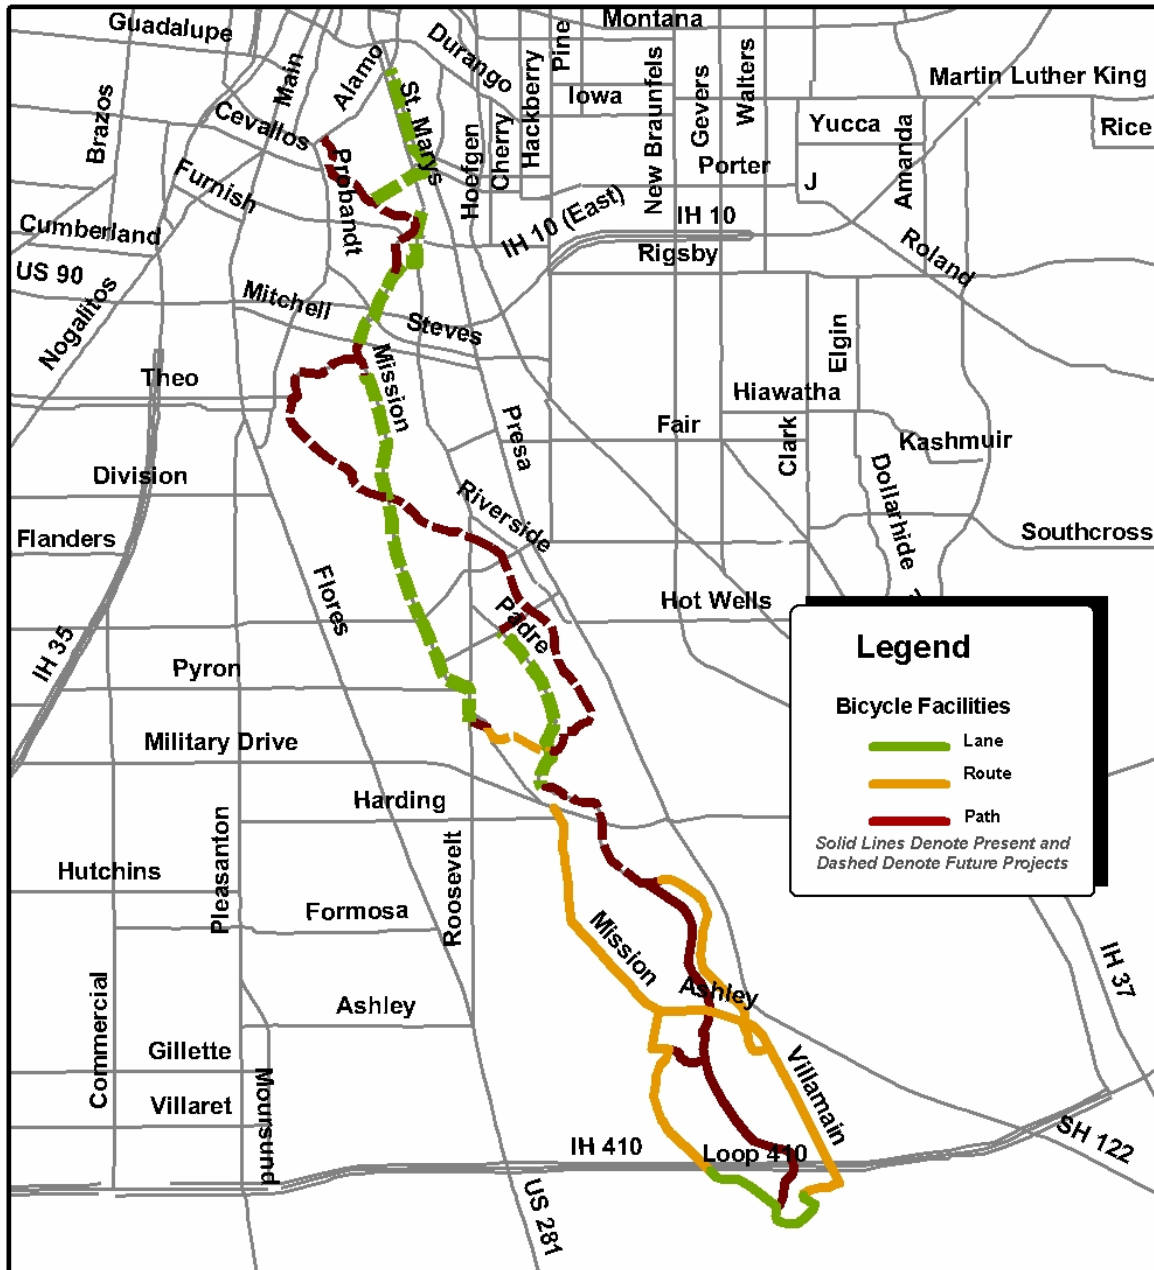 Montana
Guadalupe
Durango
Pine
Main
Alamo
Martin Luther King
New Braunfels
Gevers
Walters
Iowa
Brazos
Cevallos
St. Marys
Hackberry
Cherry
Hoefgen
Yucca
Rice
Amanda
Porter
J
Furnish
Probandt
IH 10 (East)
IH 10
Cumberland
Rigsby
Roland
US 90
Nogalitos
Mitchell
Steves
Elgin
Mission
Theo
Hiawatha
Presa
Fair
Clark
Kashmuir
Division
Dollarhide
Riverside
Flanders
Southcross
Flores
Padre
Hot Wells
IH 35
Pyron
Military Drive
Harding
Pleasanton
Roosevelt
Hutchins
Formosa
Mission
IH 37
Commercial
Ashley
Ashley
Gillette
Villamain
Moursund
Villaret
IH 410
Loop 410
SH 122
US 281
Legend
Bicycle Facilities
Lane
Route
Path
Solid Lines Denote Present and
Dashed Denote Future Projects